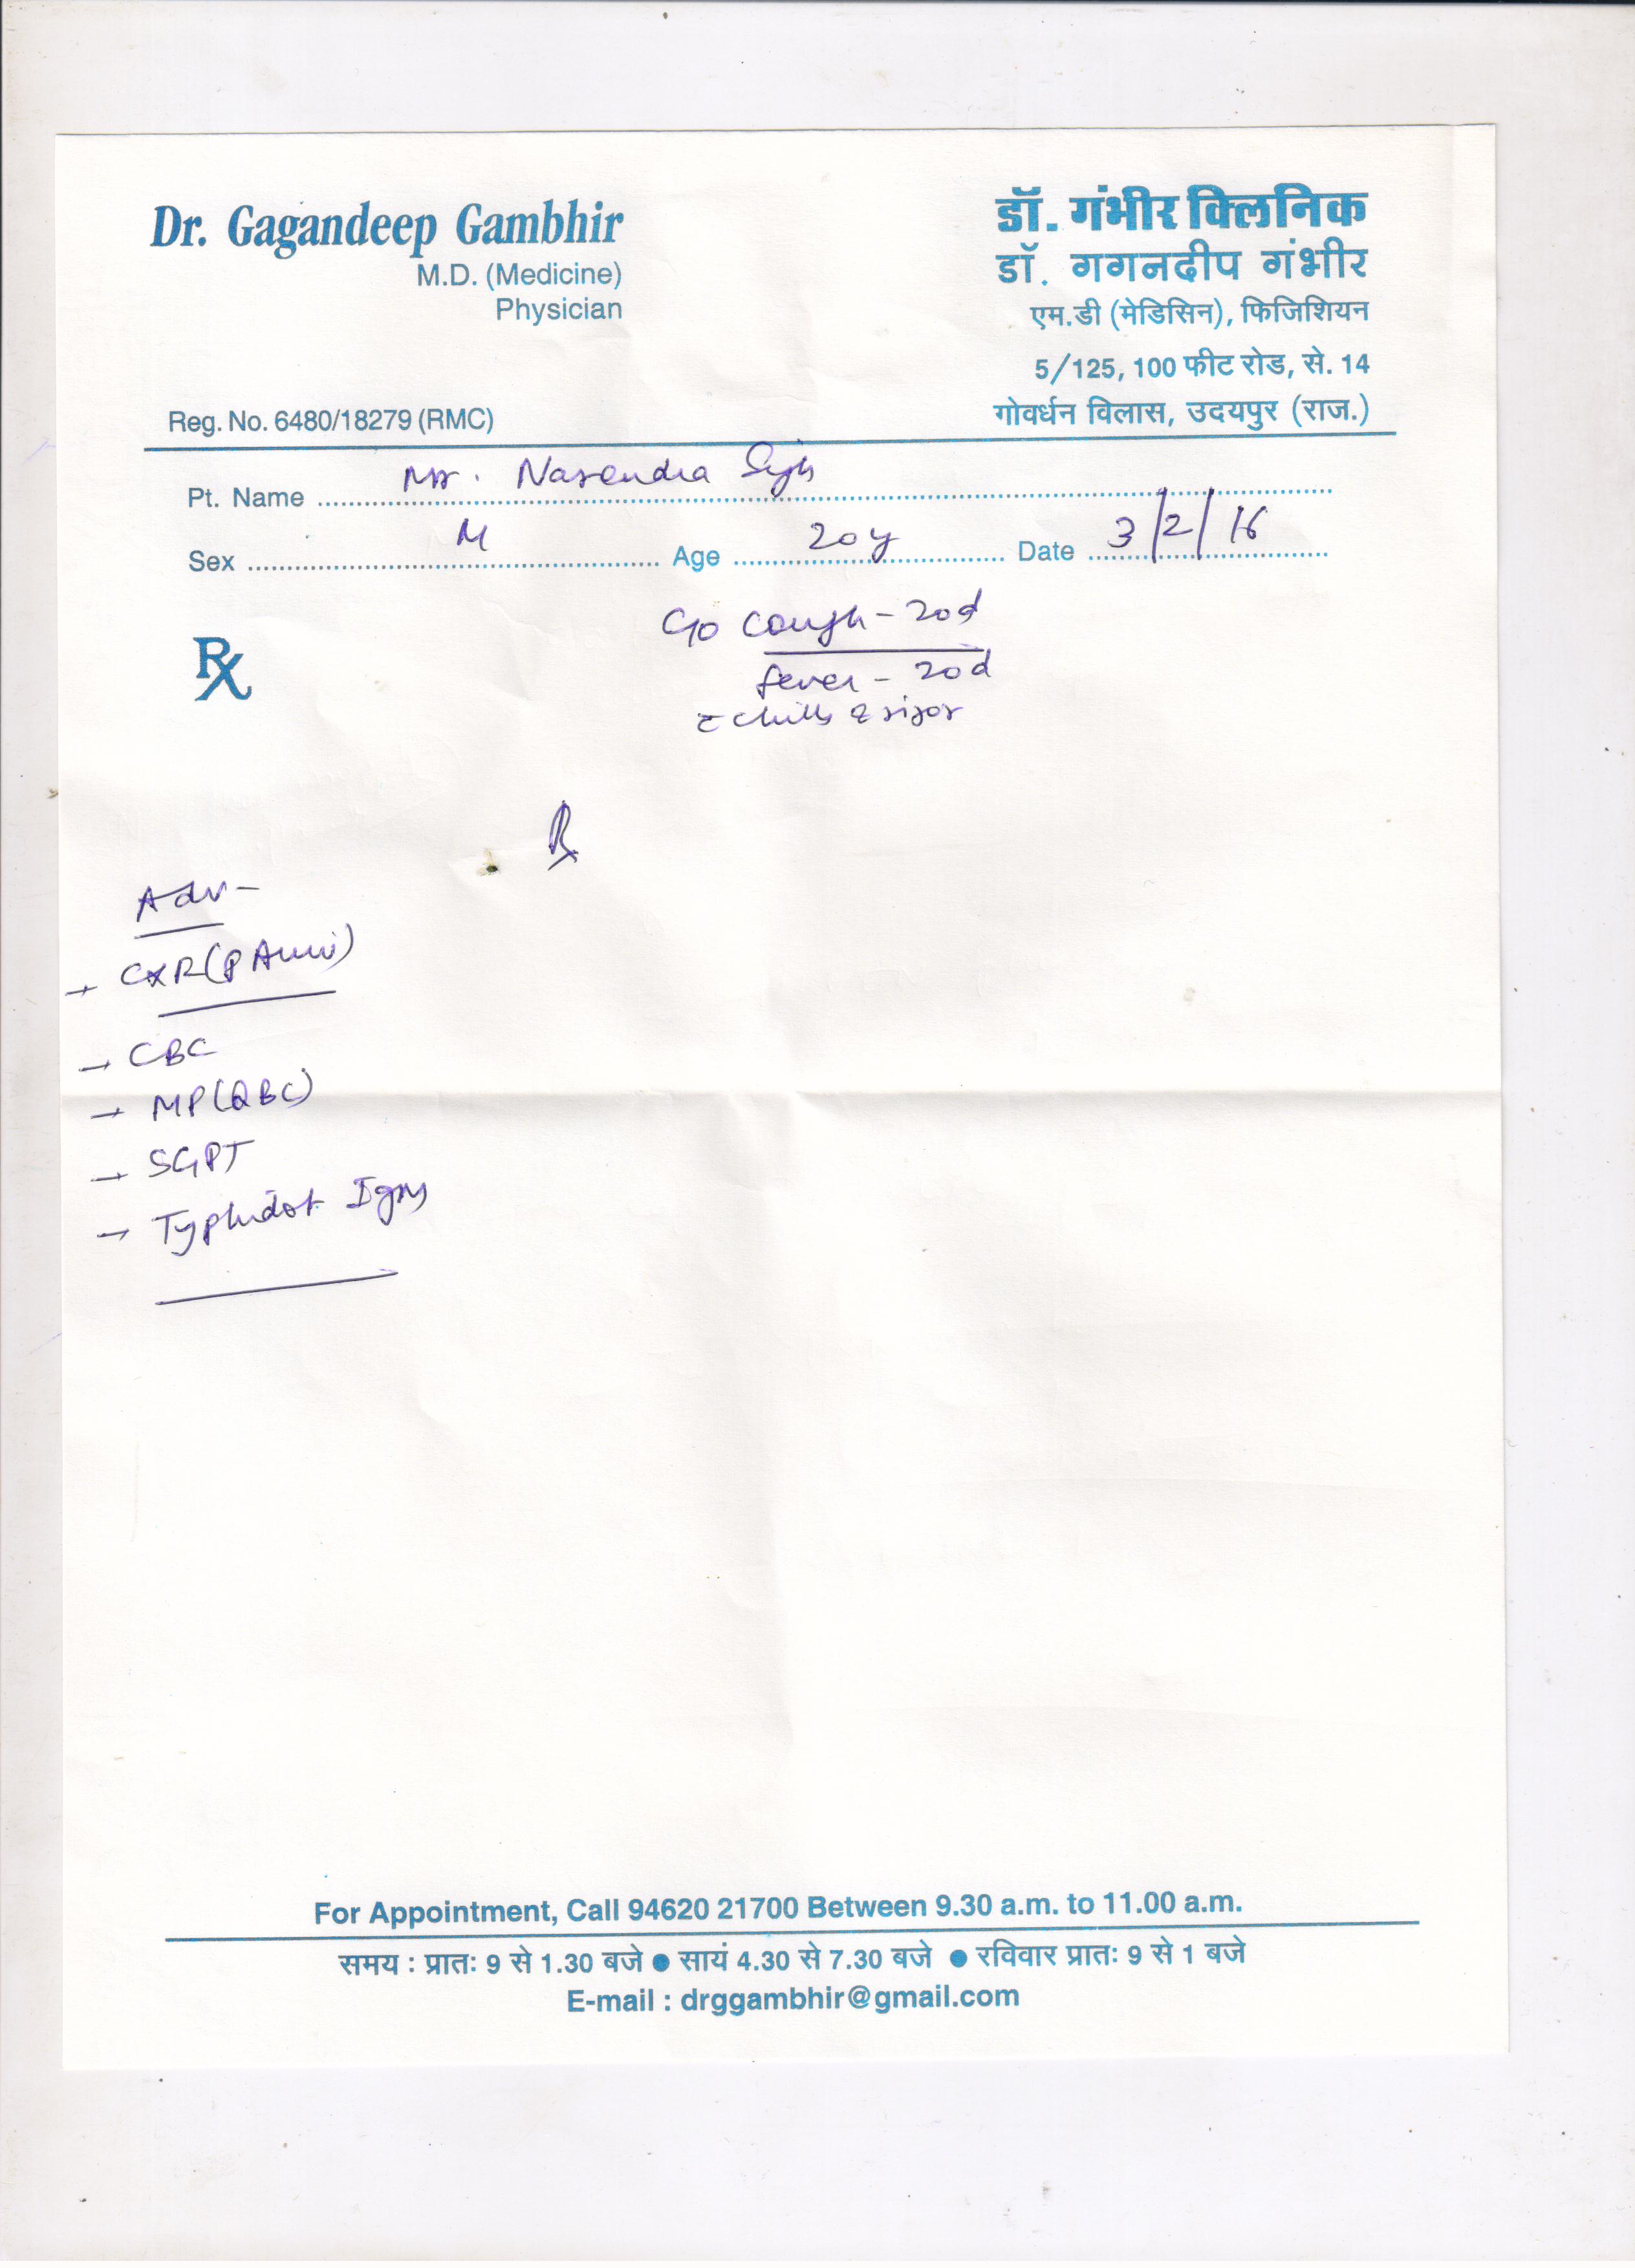 Dr. Gagandeep Gambhir
M.D. (Medicine)
Physician
Reg. No. 6480/18279 (RMC)
डॉ. गंभीर क्लिनिक
डॉ. गगनदीप गंभीर
एम.डी (मेडिसिन), फिजिशियन
5/125, 100 फीट रोड, से. 14
गोवर्धन विलास, उदयपुर (राज.)
Pt. Name Mr. Narendra Singh
Sex M Age 20y Date 3/2/16
Rx
C/o Cough - 20d
fever - 20d
c̄ chills & rigor
Rx
Adv-
→ CXR (PA view)
→ CBC
→ MP(QBC)
→ SGPT
→ Typhidot IgM
For Appointment, Call 94620 21700 Between 9.30 a.m. to 11.00 a.m.
समय : प्रातः 9 से 1.30 बजे ● सायं 4.30 से 7.30 बजे ● रविवार प्रातः 9 से 1 बजे
E-mail : drggambhir@gmail.com